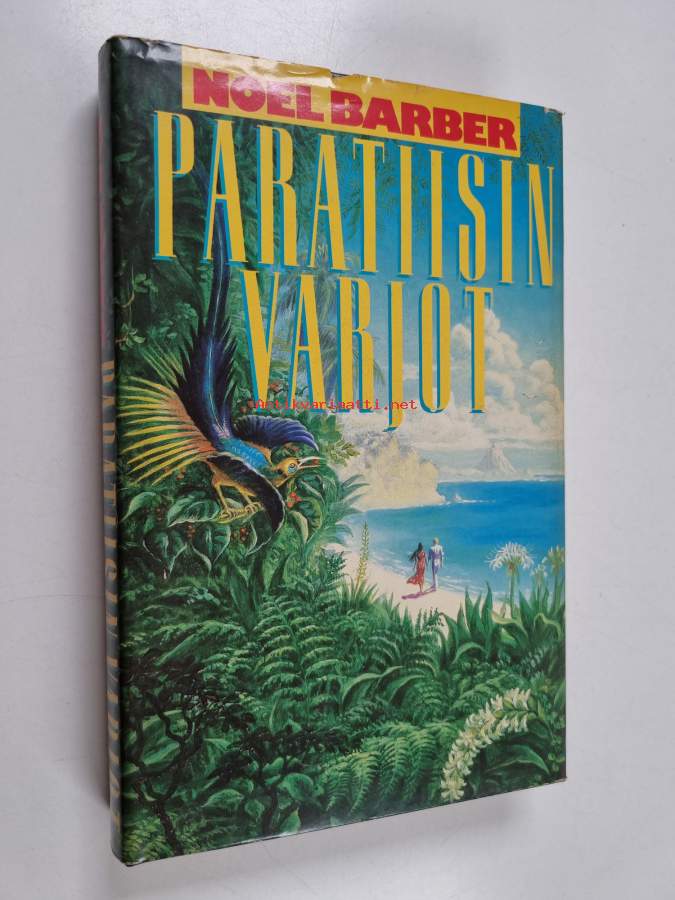 NOEL BARBER
PARATIISIN
VARJOT
Antikvariaatti.net